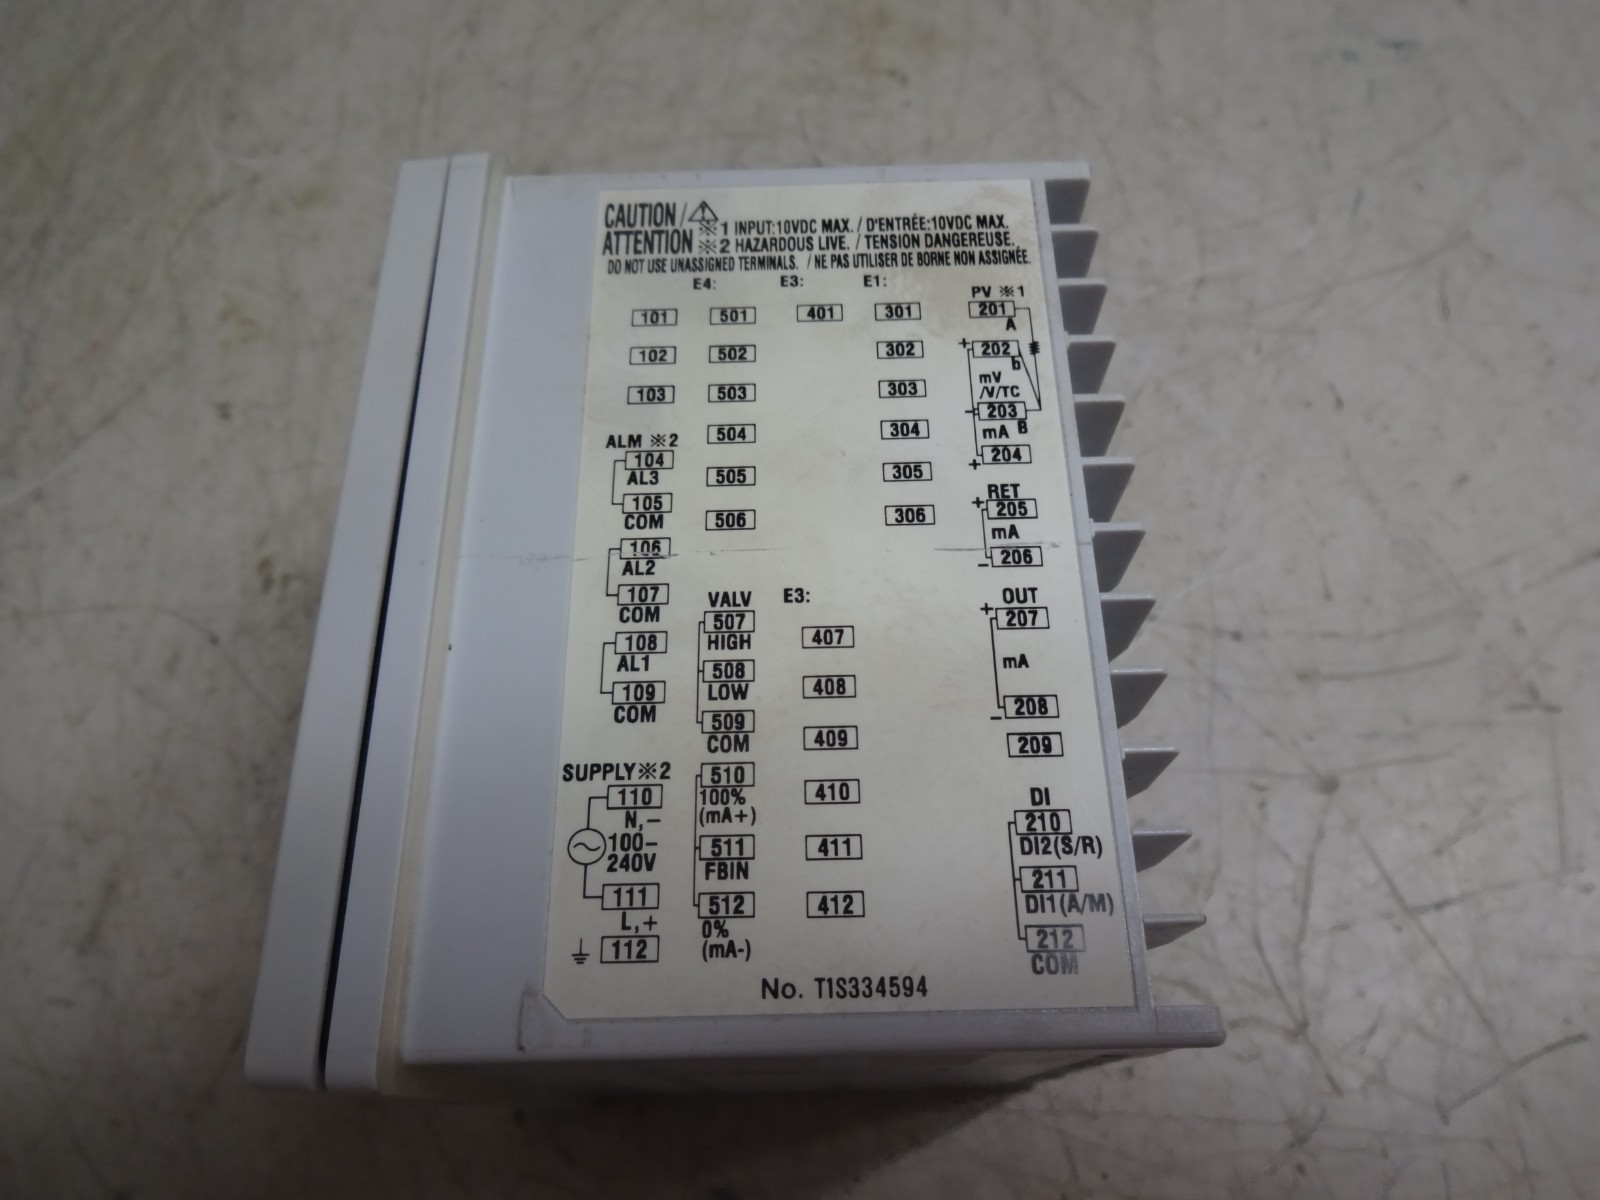 CAUTION/⚠ ※1 INPUT:10VDC MAX. / D'ENTRÉE:10VDC MAX.
ATTENTION ※2 HAZARDOUS LIVE. / TENSION DANGEREUSE.
DO NOT USE UNASSIGNED TERMINALS. / NE PAS UTILISER DE BORNE NON ASSIGNÉE.
E4: E3: E1: PV ※1
101 501 401 301 201
A
102 502 302 + 202
b
mV
/V/TC
103 503 303 - 203
mA B
ALM ※2
104 504 304 + 204
AL3
105 505 305 RET
COM + 205
mA
106 506 306 - 206
AL2
107
COM
108
AL1
109
COM
VALV E3: OUT
507 + 207
HIGH 407
508 mA
LOW 408
509 - 208
COM 409 209
SUPPLY※2
110
N,-
100-
240V
111
L,+
112
510
100%
(mA+)
511
FBIN
512
0%
(mA-)
410
411
412
DI
210
DI2(S/R)
211
DI1(A/M)
212
COM
No. T1S334594